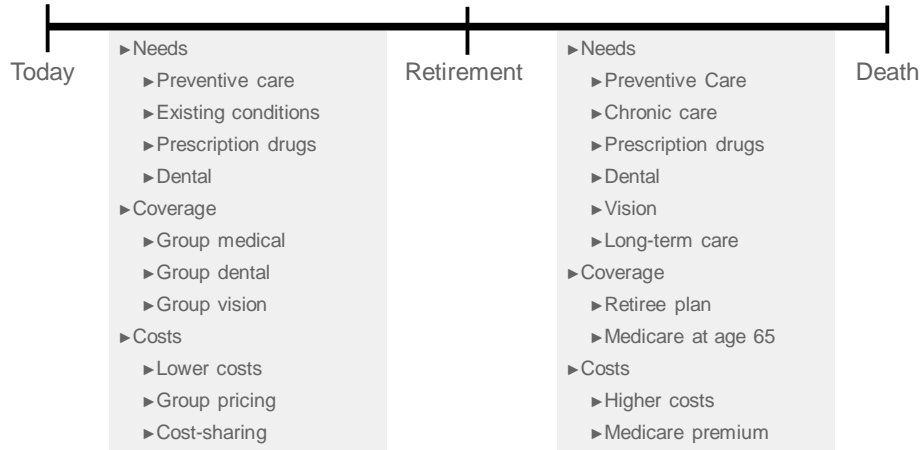 Today
Retirement
Death
►Needs
►Preventive care
►Existing conditions
►Prescription drugs
►Dental
►Coverage
►Group medical
►Group dental
►Group vision
►Costs
►Lower costs
►Group pricing
►Cost-sharing
►Needs
►Preventive Care
►Chronic care
►Prescription drugs
►Dental
►Vision
►Long-term care
►Coverage
►Retiree plan
►Medicare at age 65
►Costs
►Higher costs
►Medicare premium